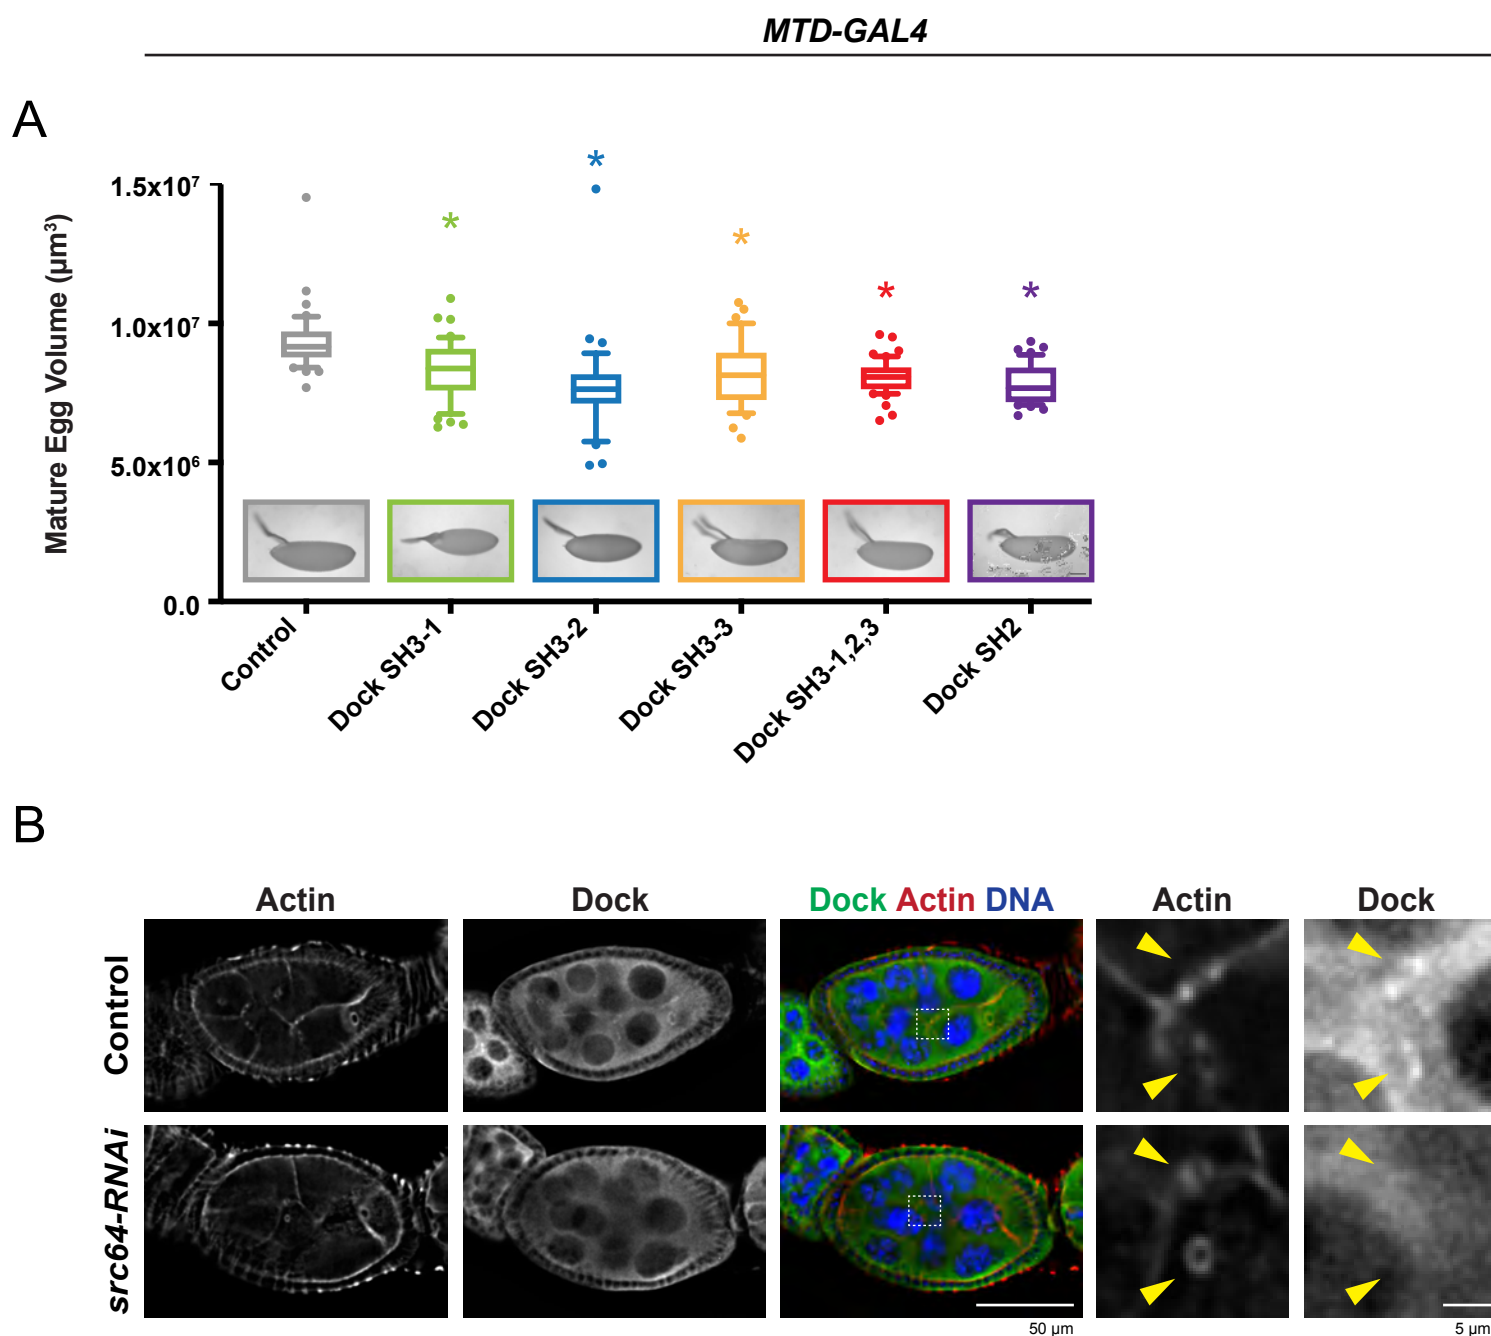 MTD-GAL4
A
Mature Egg Volume (µm³)
1.5x10⁷
1.0x10⁷
5.0x10⁶
0.0
*
*
*
*
*
Control
Dock SH3-1
Dock SH3-2
Dock SH3-3
Dock SH3-1,2,3
Dock SH2
B
Actin
Dock
Dock Actin DNA
Actin
Dock
Control
src64-RNAi
50 µm
5 µm